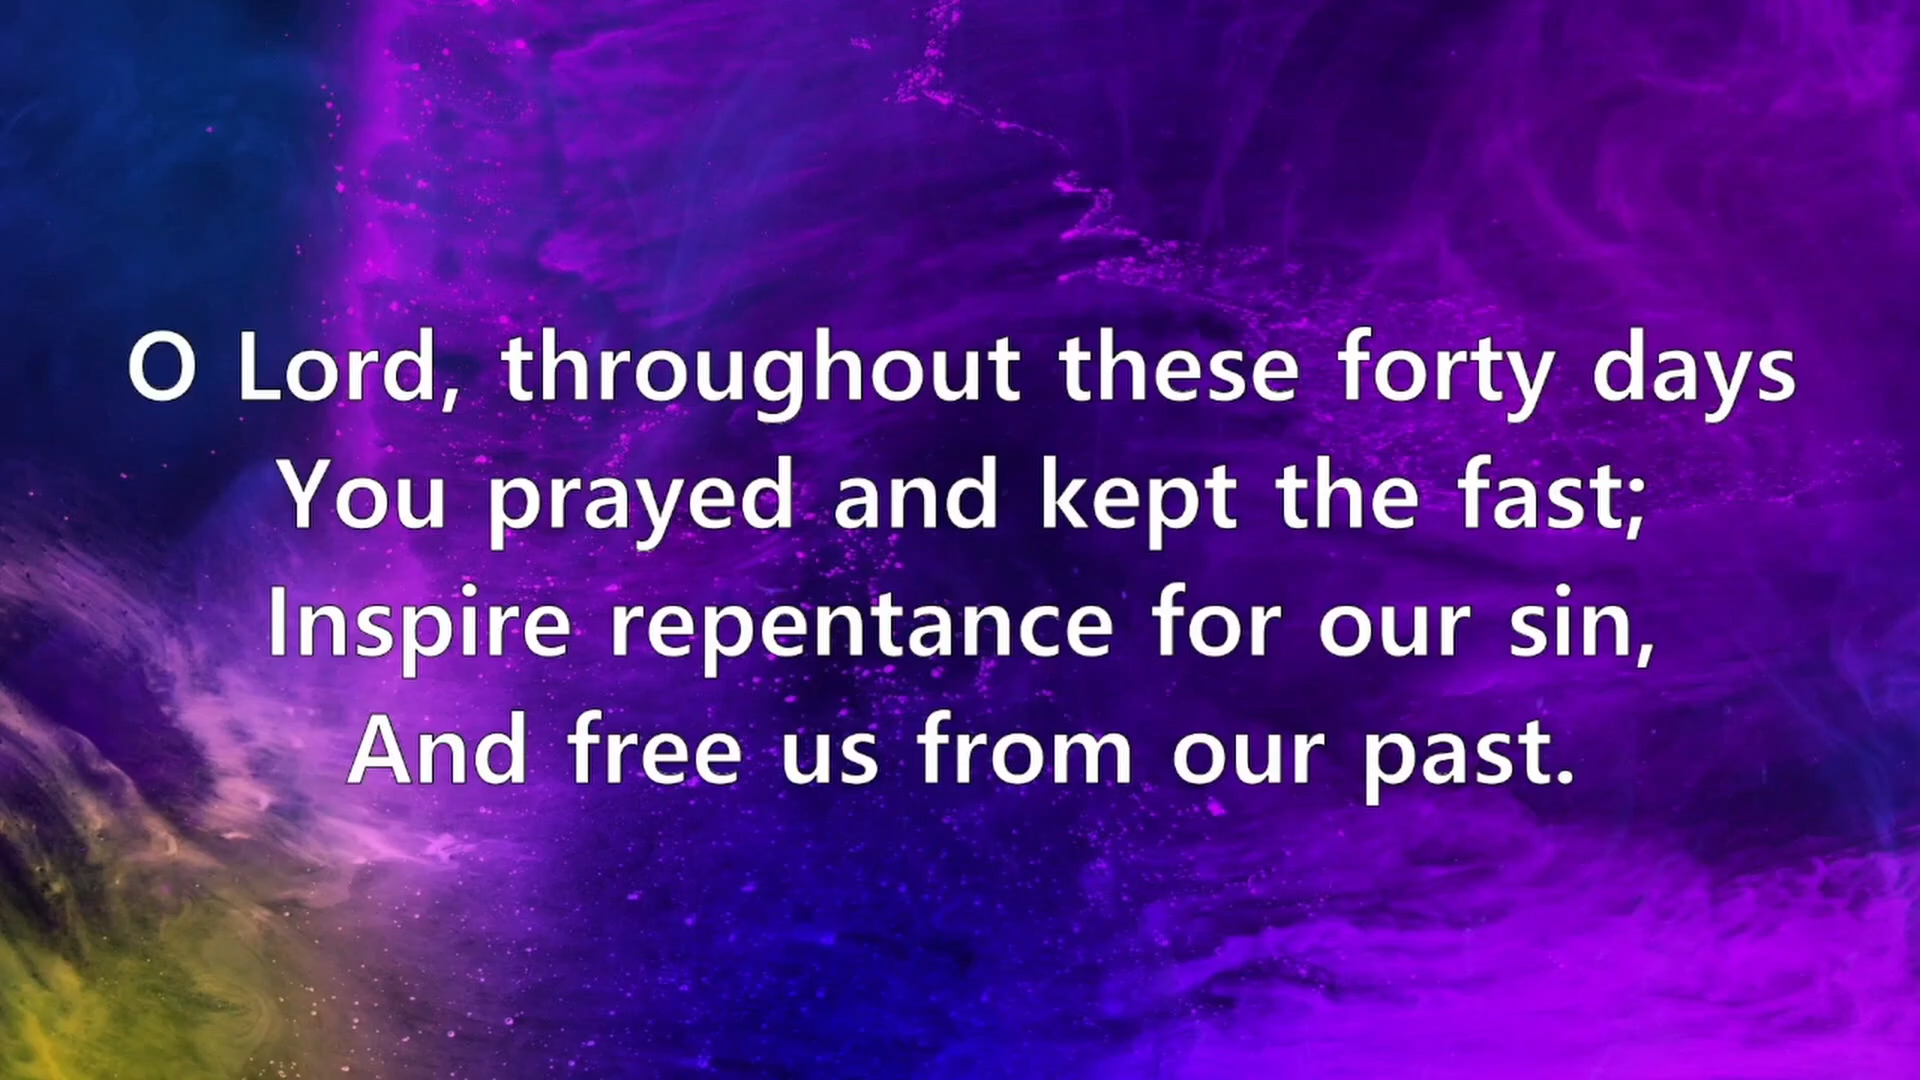 O Lord, throughout these forty days
You prayed and kept the fast;
Inspire repentance for our sin,
And free us from our past.